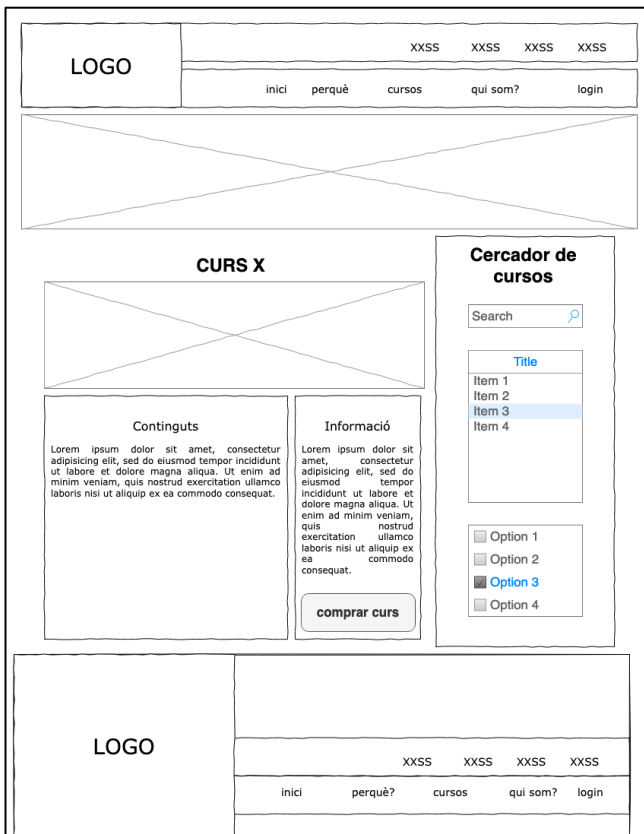 LOGO
XXSS XXSS XXSS XXSS
inici perquè cursos qui som? login
CURS X
Continguts
Lorem ipsum dolor sit amet, consectetur
adipisicing elit, sed do eiusmod tempor incididunt
ut labore et dolore magna aliqua. Ut enim ad
minim veniam, quis nostrud exercitation ullamco
laboris nisi ut aliquip ex ea commodo consequat.
Informació
Lorem ipsum dolor sit
amet, consectetur
adipisicing elit, sed do
eiusmod tempor
incididunt ut labore et
dolore magna aliqua. Ut
enim ad minim veniam,
quis nostrud
exercitation ullamco
laboris nisi ut aliquip ex
ea commodo
consequat.
comprar curs
Cercador de
cursos
Search
Title
Item 1
Item 2
Item 3
Item 4
Option 1
Option 2
Option 3
Option 4
LOGO
XXSS XXSS XXSS XXSS
inici perquè? cursos qui som? login